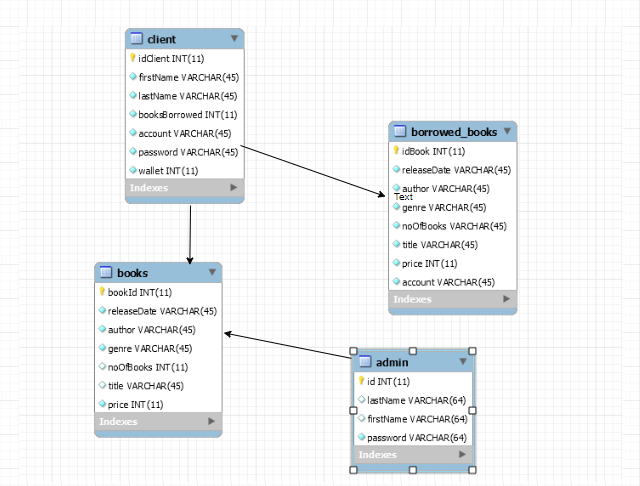 client
idClient INT(11)
firstName VARCHAR(45)
lastName VARCHAR(45)
booksBorrowed INT(11)
account VARCHAR(45)
password VARCHAR(45)
wallet INT(11)
Indexes
borrowed_books
idBook INT(11)
releaseDate VARCHAR(45)
author VARCHAR(45)
Text
genre VARCHAR(45)
noOfBooks VARCHAR(45)
title VARCHAR(45)
price INT(11)
account VARCHAR(45)
Indexes
books
bookId INT(11)
releaseDate VARCHAR(45)
author VARCHAR(45)
genre VARCHAR(45)
noOfBooks INT(11)
title VARCHAR(45)
price INT(11)
Indexes
admin
id INT(11)
lastName VARCHAR(64)
firstName VARCHAR(64)
password VARCHAR(64)
Indexes